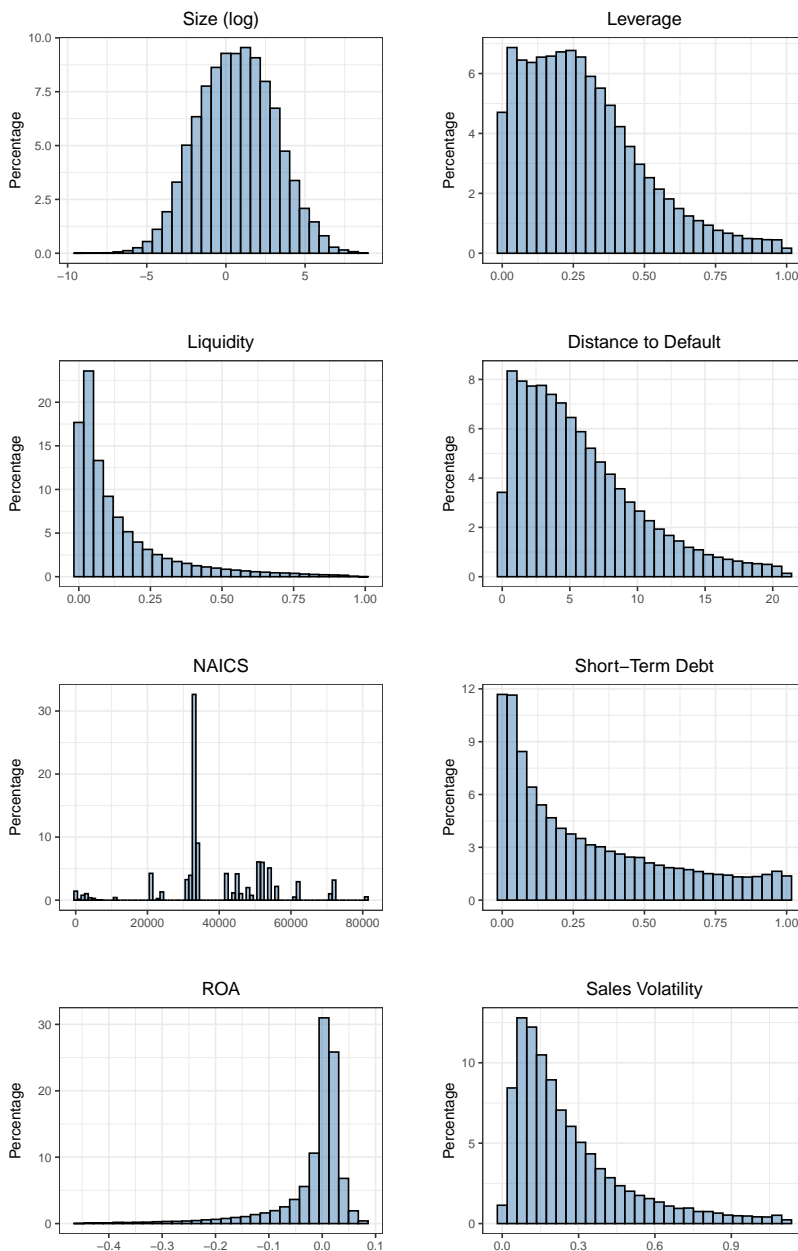 Size (log)
Percentage
10.0
7.5
5.0
2.5
0.0
−10 −5 0 5
Leverage
Percentage
6
4
2
0
0.00 0.25 0.50 0.75 1.00
Liquidity
Percentage
20
15
10
5
0
0.00 0.25 0.50 0.75 1.00
Distance to Default
Percentage
8
6
4
2
0
0 5 10 15 20
NAICS
Percentage
30
20
10
0
0 20000 40000 60000 80000
Short−Term Debt
Percentage
12
9
6
3
0
0.00 0.25 0.50 0.75 1.00
ROA
Percentage
30
20
10
0
−0.4 −0.3 −0.2 −0.1 0.0 0.1
Sales Volatility
Percentage
10
5
0
0.0 0.3 0.6 0.9